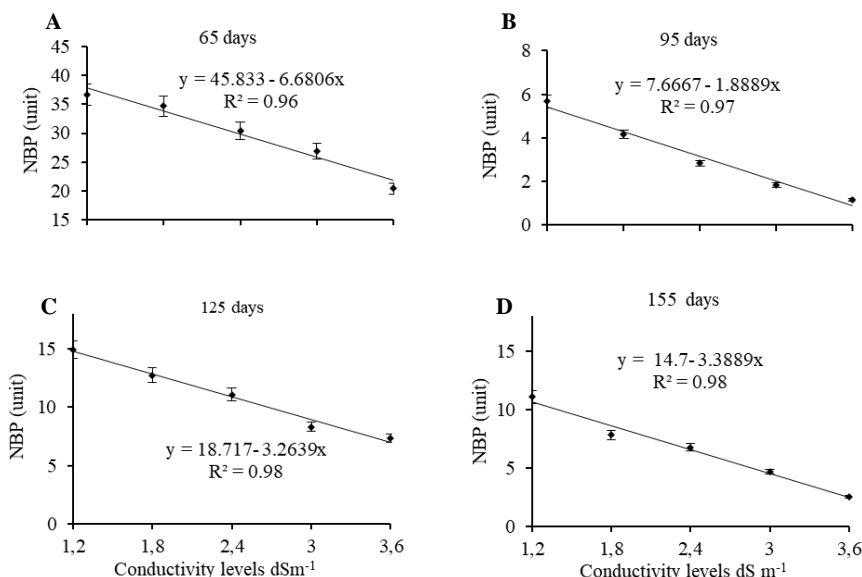 A
65 days
45
40
35
30
25
20
15
NBP (unit)
y = 45.833 - 6.6806x
R² = 0.96
B
95 days
8
6
4
2
0
NBP (unit)
y = 7.6667 - 1.8889x
R² = 0.97
C
125 days
15
10
5
0
NBP (unit)
y = 18.717- 3.2639x
R² = 0.98
1,2 1,8 2,4 3 3,6
Conductivity levels dSm-1
D
155 days
15
10
5
0
NBP (unit)
y = 14.7- 3.3889x
R² = 0.98
1,2 1,8 2,4 3 3,6
Conductivity levels dS m-1